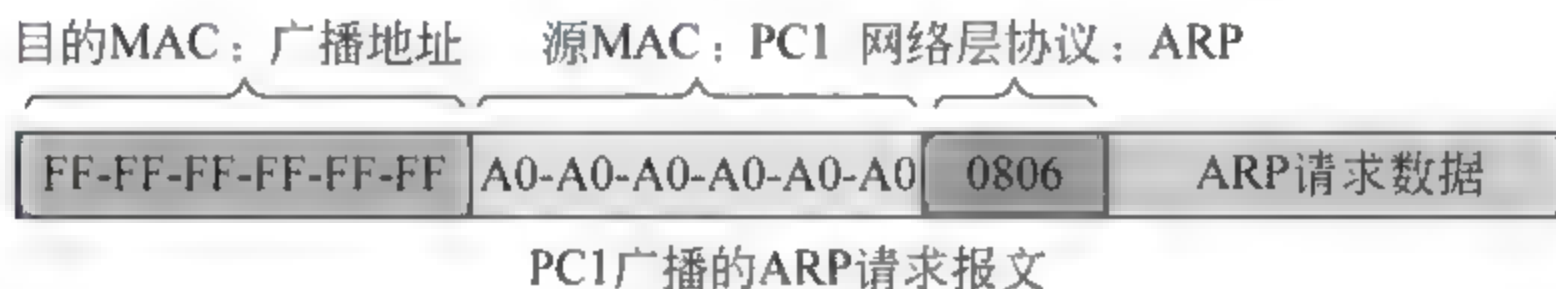 目的MAC：广播地址 源MAC：PC1 网络层协议：ARP
FF-FF-FF-FF-FF-FF A0-A0-A0-A0-A0-A0 0806 ARP请求数据
PC1广播的ARP请求报文